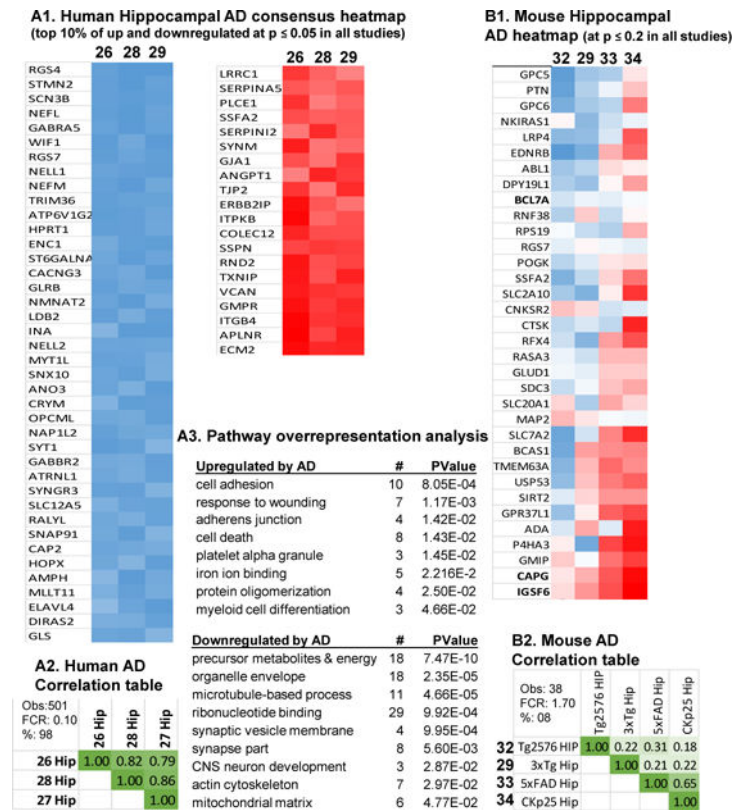 A1. Human Hippocampal AD consensus heatmap
(top 10% of up and downregulated at p ≤ 0.05 in all studies)
26 28 29
RGS4
STMN2
SCN3B
NEFL
GABRA5
WIF1
RGS7
NELL1
NEFM
TRIM36
ATP6V1G2
HPRT1
ENC1
ST6GALNA
CACNG3
GLRB
NMNAT2
LDB2
INA
NELL2
MYT1L
SNX10
ANO3
CRYM
OPCML
NAP1L2
SYT1
GABBR2
ATRNL1
SYNGR3
SLC12A5
RALYL
SNAP91
CAP2
HOPX
AMPH
MLLT11
ELAVL4
DIRAS2
GLS
26 28 29
LRRC1
SERPINA5
PLCE1
SSFA2
SERPINI2
SYNM
GJA1
ANGPT1
TJP2
ERBB2IP
ITPKB
COLEC12
SSPN
RND2
TXNIP
VCAN
GMPR
ITGB4
APLNR
ECM2
B1. Mouse Hippocampal
AD heatmap (at p ≤ 0.2 in all studies)
32 29 33 34
GPC5
PTN
GPC6
NKIRAS1
LRP4
EDNRB
ABL1
DPY19L1
BCL7A
RNF38
RPS19
RGS7
POGK
SSFA2
SLC2A10
CNKSR2
CTSK
RFX4
RASA3
GLUD1
SDC3
SLC20A1
MAP2
SLC7A2
BCAS1
TMEM63A
USP53
SIRT2
GPR37L1
ADA
P4HA3
GMIP
CAPG
IGSF6
A3. Pathway overrepresentation analysis
Upregulated by AD # PValue
cell adhesion 10 8.05E-04
response to wounding 7 1.17E-03
adherens junction 4 1.42E-02
cell death 8 1.43E-02
platelet alpha granule 3 1.45E-02
iron ion binding 5 2.216E-2
protein oligomerization 4 2.50E-02
myeloid cell differentiation 3 4.66E-02
Downregulated by AD # PValue
precursor metabolites & energy 18 7.47E-10
organelle envelope 18 2.35E-05
microtubule-based process 11 4.66E-05
ribonucleotide binding 29 9.92E-04
synaptic vesicle membrane 4 9.95E-04
synapse part 8 5.60E-03
CNS neuron development 3 2.87E-02
actin cytoskeleton 7 2.97E-02
mitochondrial matrix 6 4.77E-02
A2. Human AD
Correlation table
Obs:501
FCR: 0.10
%: 98
26 Hip
28 Hip
27 Hip
26 Hip 1.00 0.82 0.79
28 Hip 1.00 0.86
27 Hip 1.00
B2. Mouse AD
Correlation table
Obs: 38
FCR: 1.70
%: 08
Tg2576 HIP
3xTg Hip
5xFAD Hip
CKp25 Hip
32 Tg2576 HIP 1.00 0.22 0.31 0.18
29 3xTg Hip 1.00 0.21 0.22
33 5xFAD Hip 1.00 0.65
34 CKp25 Hip 1.00